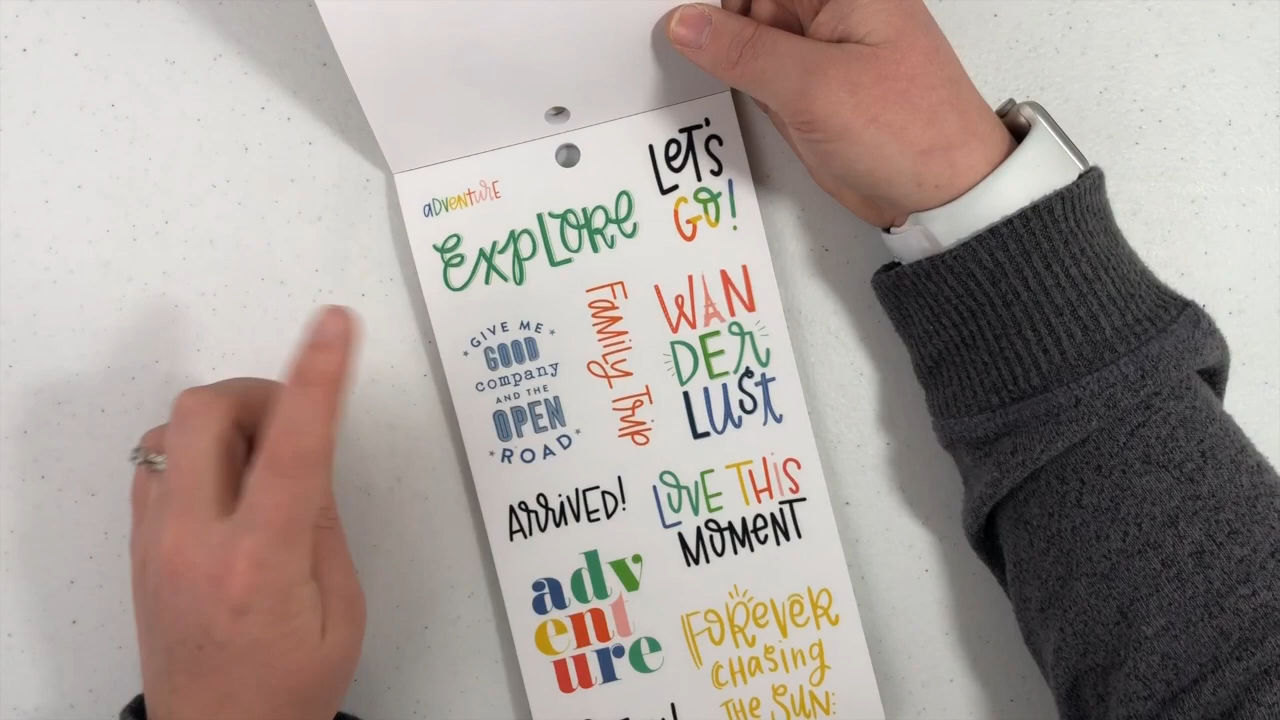 adventurE
LET'S
GO!
ExpLORe
WAN
DER
LUSt
Family Trip
GIVE ME
GOOD
company
AND THE
OPEN
ROAD
ARRiVED!
LOVE THiS
MOMENT
adv
ent
ure
FOREVER
chasing
THE SUN